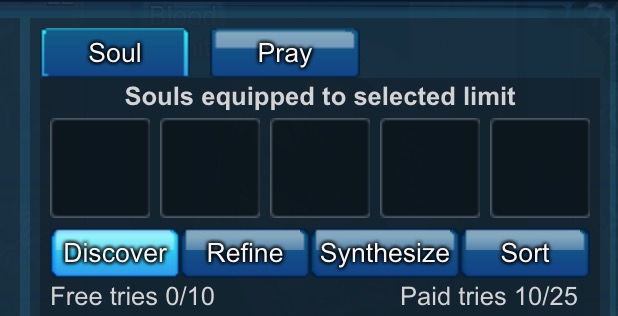 Soul Pray
Souls equipped to selected limit
Discover Refine Synthesize Sort
Free tries 0/10 Paid tries 10/25